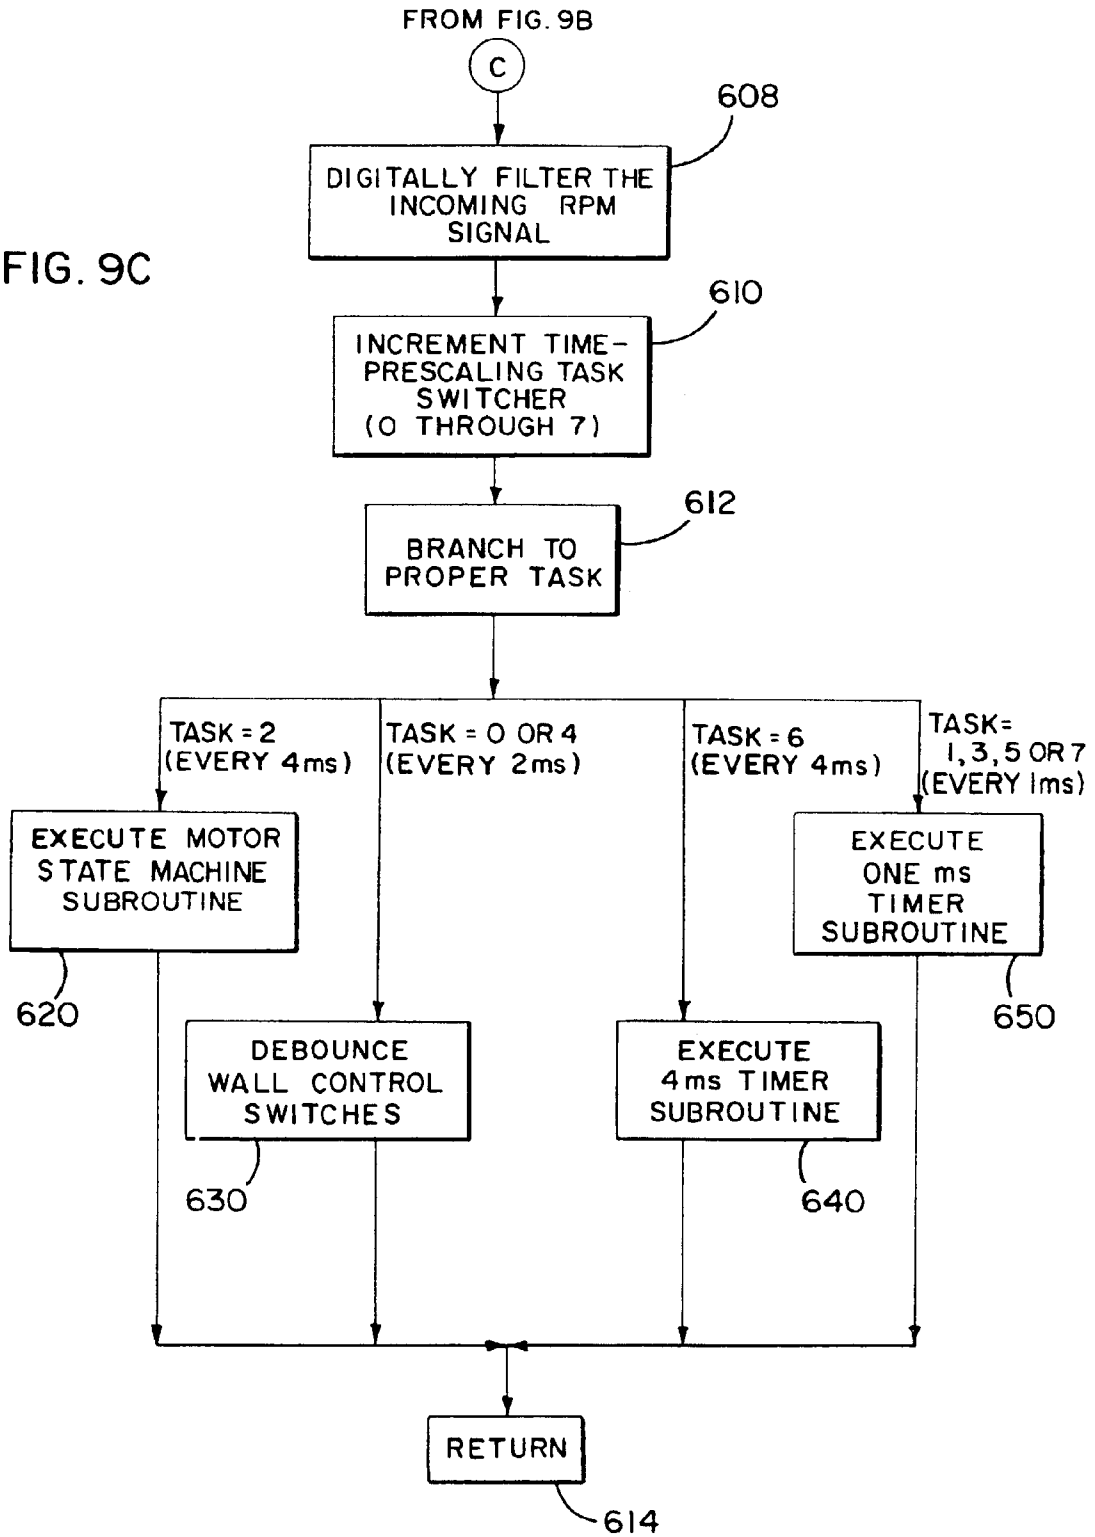 FROM FIG. 9B
C
608
DIGITALLY FILTER THE
INCOMING RPM
SIGNAL
FIG. 9C
610
INCREMENT TIME-
PRESCALING TASK
SWITCHER
(0 THROUGH 7)
612
BRANCH TO
PROPER TASK
TASK = 2
(EVERY 4ms)
TASK = 0 OR 4
(EVERY 2ms)
TASK = 6
(EVERY 4ms)
TASK=
1, 3, 5 OR 7
(EVERY 1ms)
EXECUTE MOTOR
STATE MACHINE
SUBROUTINE
620
EXECUTE
ONE ms
TIMER
SUBROUTINE
650
DEBOUNCE
WALL CONTROL
SWITCHES
630
EXECUTE
4ms TIMER
SUBROUTINE
640
RETURN
614